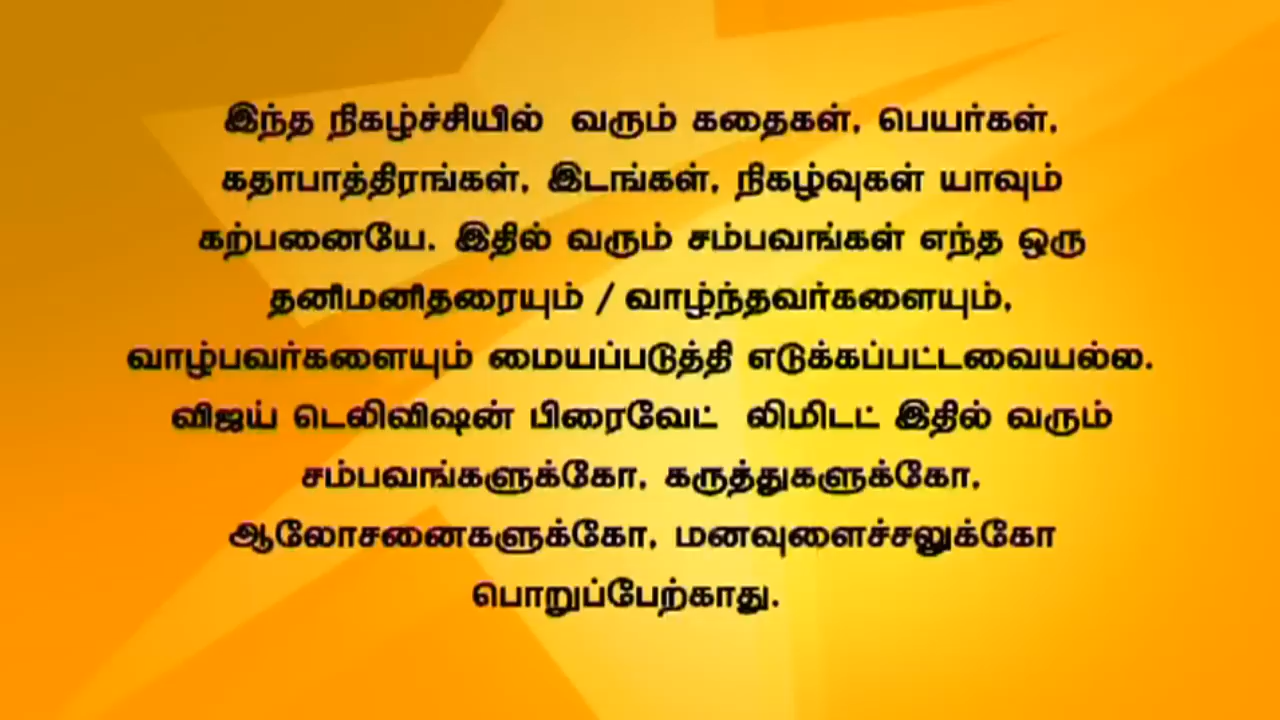 இந்த நிகழ்ச்சியில் வரும் கதைகள், பெயர்கள்,
கதாபாத்திரங்கள், இடங்கள், நிகழ்வுகள் யாவும்
கற்பனையே. இதில் வரும் சம்பவங்கள் எந்த ஒரு
தனிமனிதரையும் / வாழ்ந்தவர்களையும்,
வாழ்பவர்களையும் மையப்படுத்தி எடுக்கப்பட்டவையல்ல.
விஜய் டெலிவிஷன் பிரைவேட் லிமிடட் இதில் வரும்
சம்பவங்களுக்கோ, கருத்துகளுக்கோ,
ஆலோசனைகளுக்கோ, மனவுளைச்சலுக்கோ
பொறுப்பேற்காது.